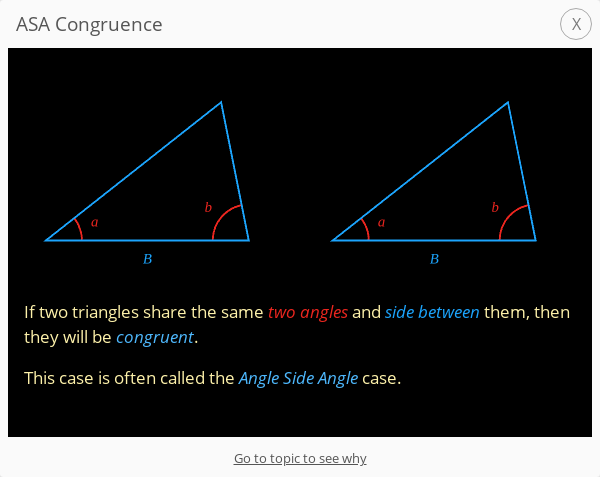 ASA Congruence
X
b b
a a
B B
If two triangles share the same two angles and side between them, then
they will be congruent.
This case is often called the Angle Side Angle case.
Go to topic to see why